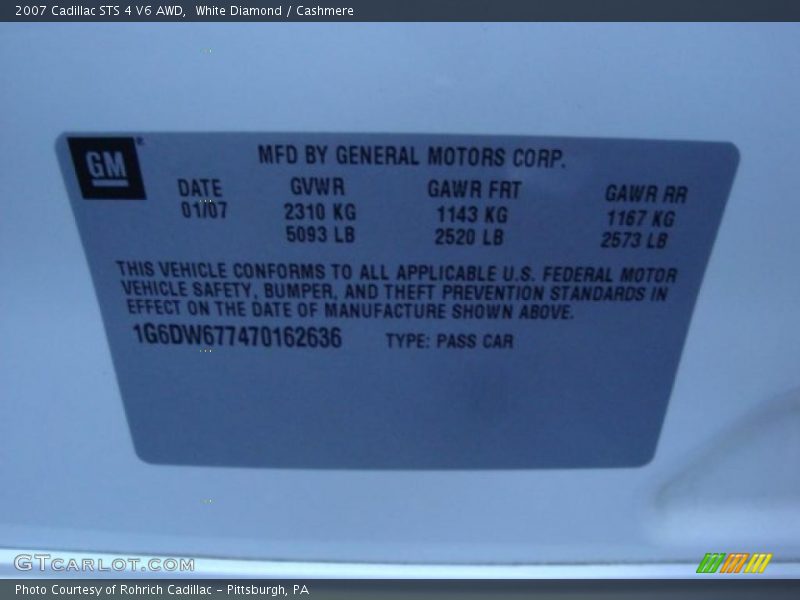 2007 Cadillac STS 4 V6 AWD,  White Diamond / Cashmere
GM®
MFD BY GENERAL MOTORS CORP.
DATE GVWR GAWR FRT GAWR RR
01/07 2310 KG 1143 KG 1167 KG
5093 LB 2520 LB 2573 LB
THIS VEHICLE CONFORMS TO ALL APPLICABLE U.S. FEDERAL MOTOR
VEHICLE SAFETY, BUMPER, AND THEFT PREVENTION STANDARDS IN
EFFECT ON THE DATE OF MANUFACTURE SHOWN ABOVE.
1G6DW677470162636 TYPE: PASS CAR
GTCARLOT.COM
Photo Courtesy of Rohrich Cadillac - Pittsburgh, PA